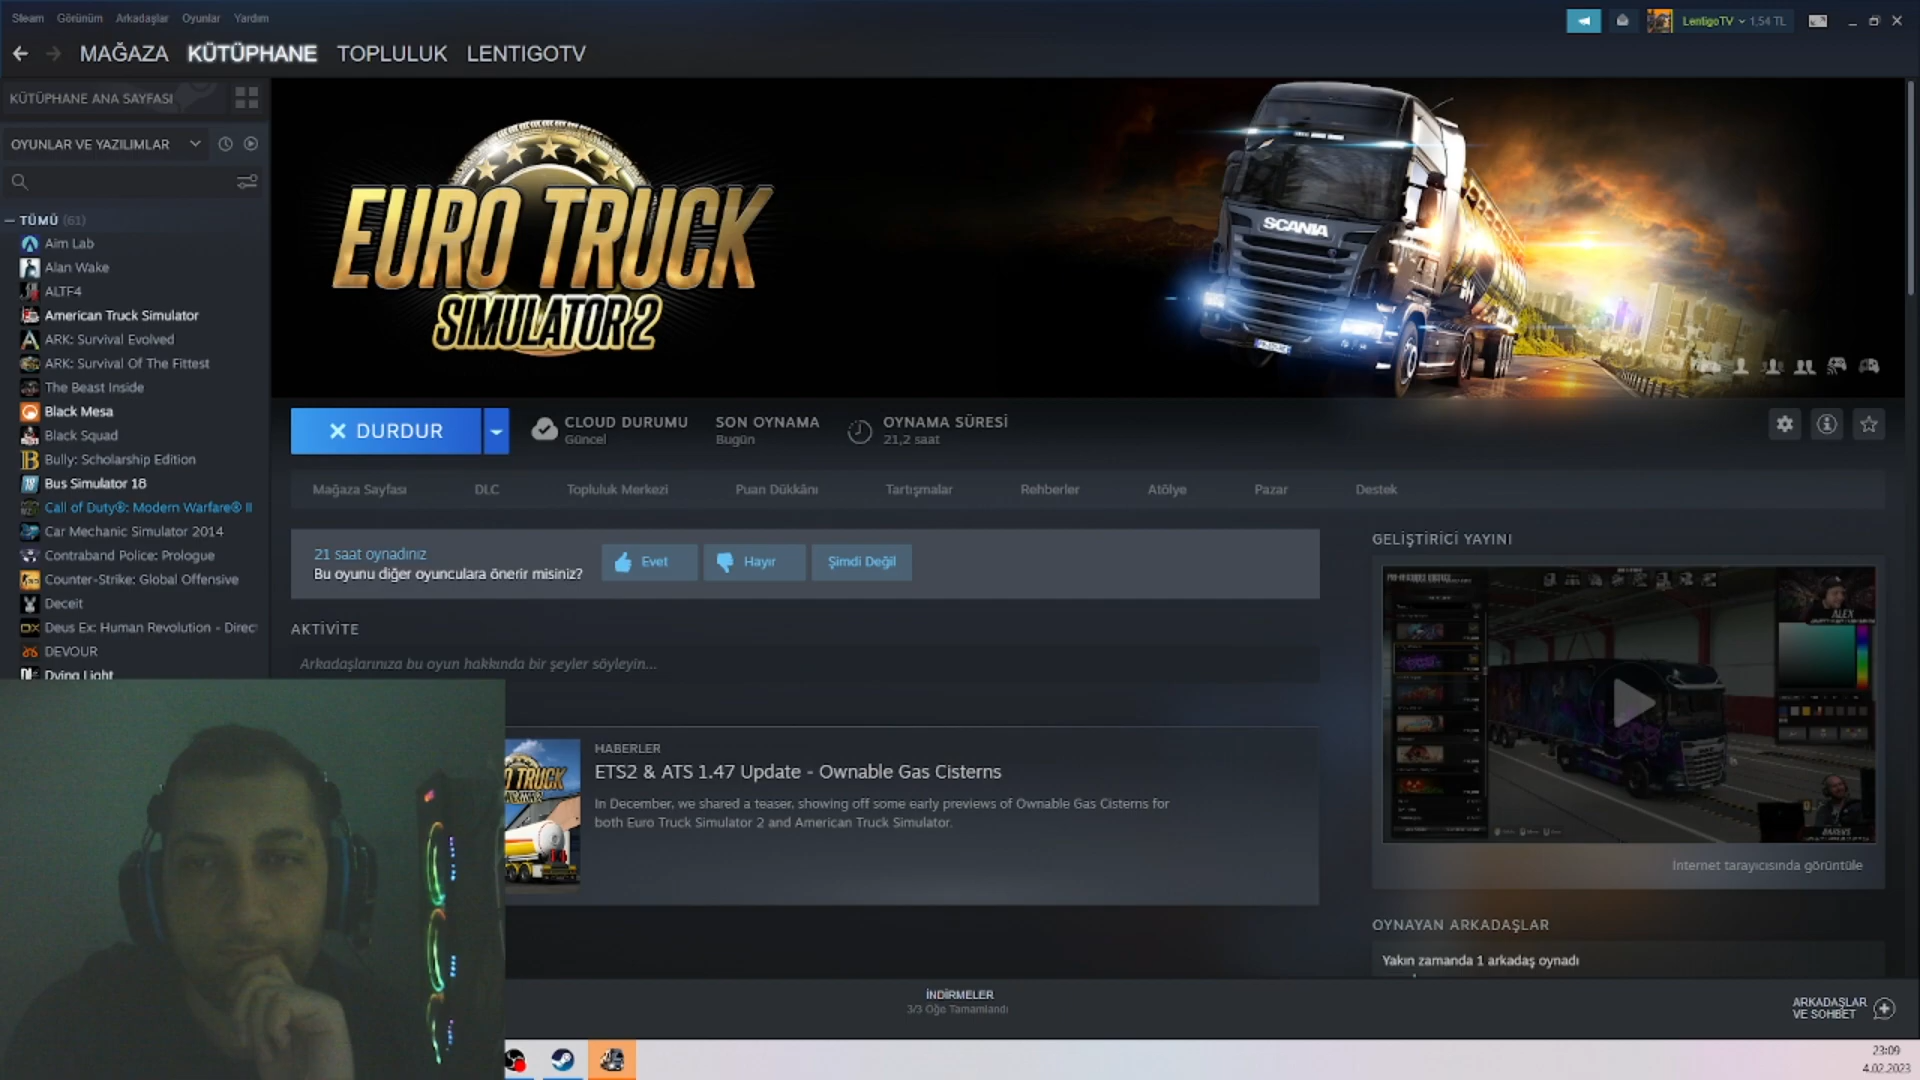 Steam Görünüm Arkadaşlar Oyunlar Yardım
LentigoTV 1,54 TL
MAĞAZA KÜTÜPHANE TOPLULUK LENTIGOTV
KÜTÜPHANE ANA SAYFASI
OYUNLAR VE YAZILIMLAR
TÜMÜ (61)
Aim Lab
Alan Wake
ALTF4
American Truck Simulator
ARK: Survival Evolved
ARK: Survival Of The Fittest
The Beast Inside
Black Mesa
Black Squad
Bully: Scholarship Edition
Bus Simulator 18
Call of Duty®: Modern Warfare® II
Car Mechanic Simulator 2014
Contraband Police: Prologue
Counter-Strike: Global Offensive
Deceit
Deus Ex: Human Revolution - Direc
DEVOUR
Dying Light
EURO TRUCK
SIMULATOR 2
SCANIA
DURDUR
CLOUD DURUMU
Güncel
SON OYNAMA
Bugün
OYNAMA SÜRESİ
21,2 saat
Mağaza Sayfası DLC Topluluk Merkezi Puan Dükkânı Tartışmalar Rehberler Atölye Pazar Destek
21 saat oynadınız
Bu oyunu diğer oyunculara önerir misiniz?
Evet Hayır Şimdi Değil
AKTİVİTE
Arkadaşlarınıza bu oyun hakkında bir şeyler söyleyin...
HABERLER
ETS2 & ATS 1.47 Update - Ownable Gas Cisterns
In December, we shared a teaser, showing off some early previews of Ownable Gas Cisterns for
both Euro Truck Simulator 2 and American Truck Simulator.
GELİŞTİRİCİ YAYINI
ALEX
İnternet tarayıcısında görüntüle
OYNAYAN ARKADAŞLAR
Yakın zamanda 1 arkadaş oynadı
İNDİRMELER
3/3 Öğe Tamamlandı
ARKADAŞLAR
VE SOHBET
23:09
4.02.2023